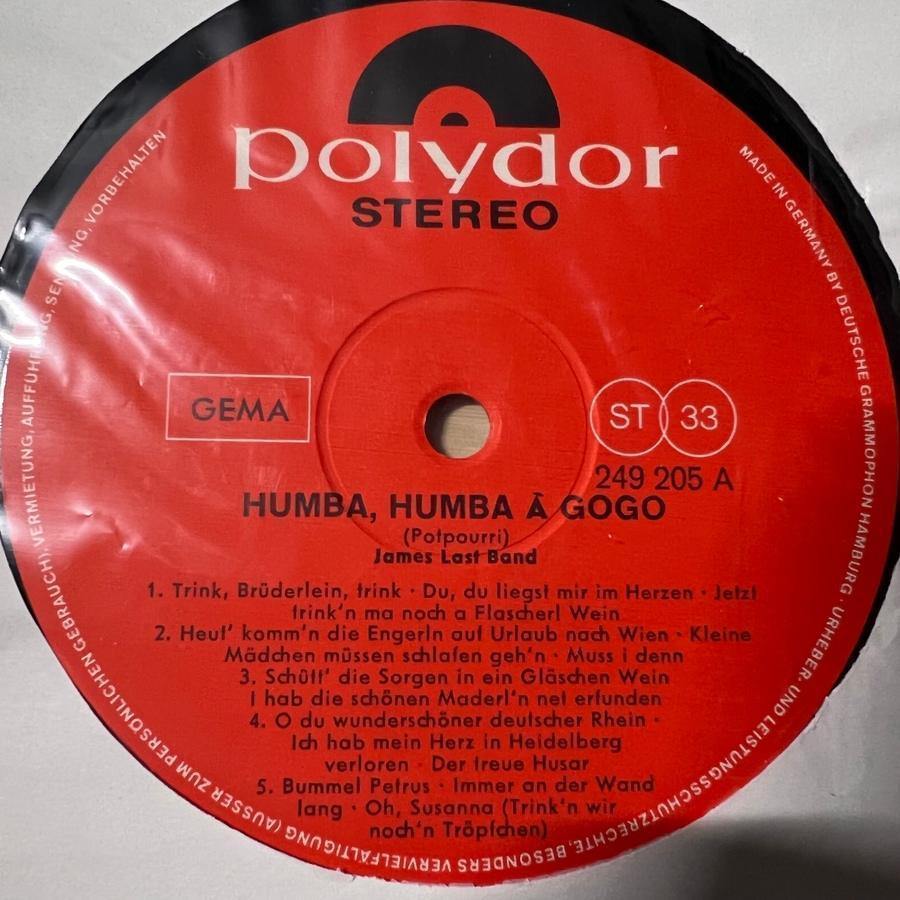 polydor
STEREO
GEMA
ST 33
249 205 A
HUMBA, HUMBA À GOGO
(Potpourri)
James Last Band
1. Trink, Brüderlein, trink · Du, du liegst mir im Herzen · Jetzt
trink'n ma noch a Flascherl Wein
2. Heut' komm'n die Engerln auf Urlaub nach Wien · Kleine
Mädchen müssen schlafen geh'n · Muss i denn
3. Schütt' die Sorgen in ein Gläschen Wein
I hab die schönen Maderl'n net erfunden
4. O du wunderschöner deutscher Rhein ·
Ich hab mein Herz in Heidelberg
verloren · Der treue Husar
5. Bummel Petrus · Immer an der Wand
lang · Oh, Susanna (Trink'n wir
noch'n Tröpfchen)
MADE IN GERMANY BY DEUTSCHE GRAMMOPHON HAMBURG · URHEBER- UND LEISTUNGSSCHUTZRECHTE, BESONDERS VERVIELFÄLTIGUNG (AUSSER ZUM PERSÖNLICHEN GEBRAUCH), VERMIETUNG, AUFFÜHRUNG, SENDUNG, VORBEHALTEN